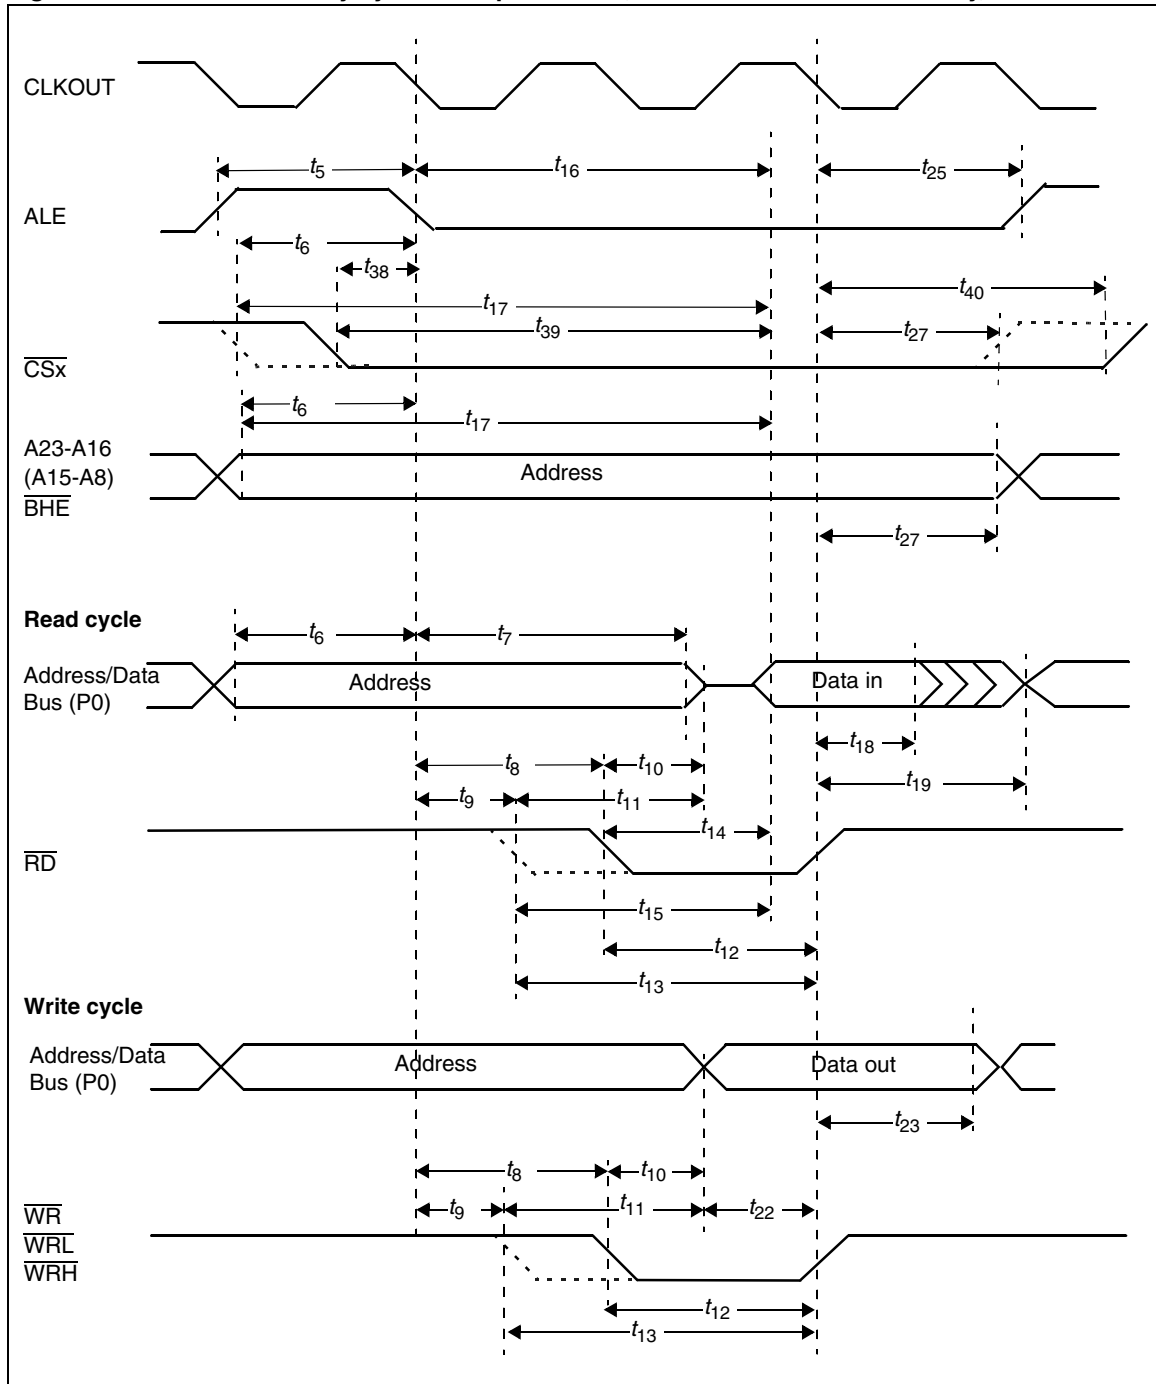 CLKOUT
t5 t16 t25
ALE
t6
t38
t40
t17
t39 t27
CSx
t6
t17
A23-A16
(A15-A8) Address
BHE
t27
Read cycle
t6 t7
Address/Data
Bus (P0)
Address Data in
t18
t8 t10
t19
t9 t11
t14
RD
t15
t12
t13
Write cycle
Address/Data
Bus (P0)
Address Data out
t23
t8 t10
t9 t11 t22
WR
WRL
WRH
t12
t13